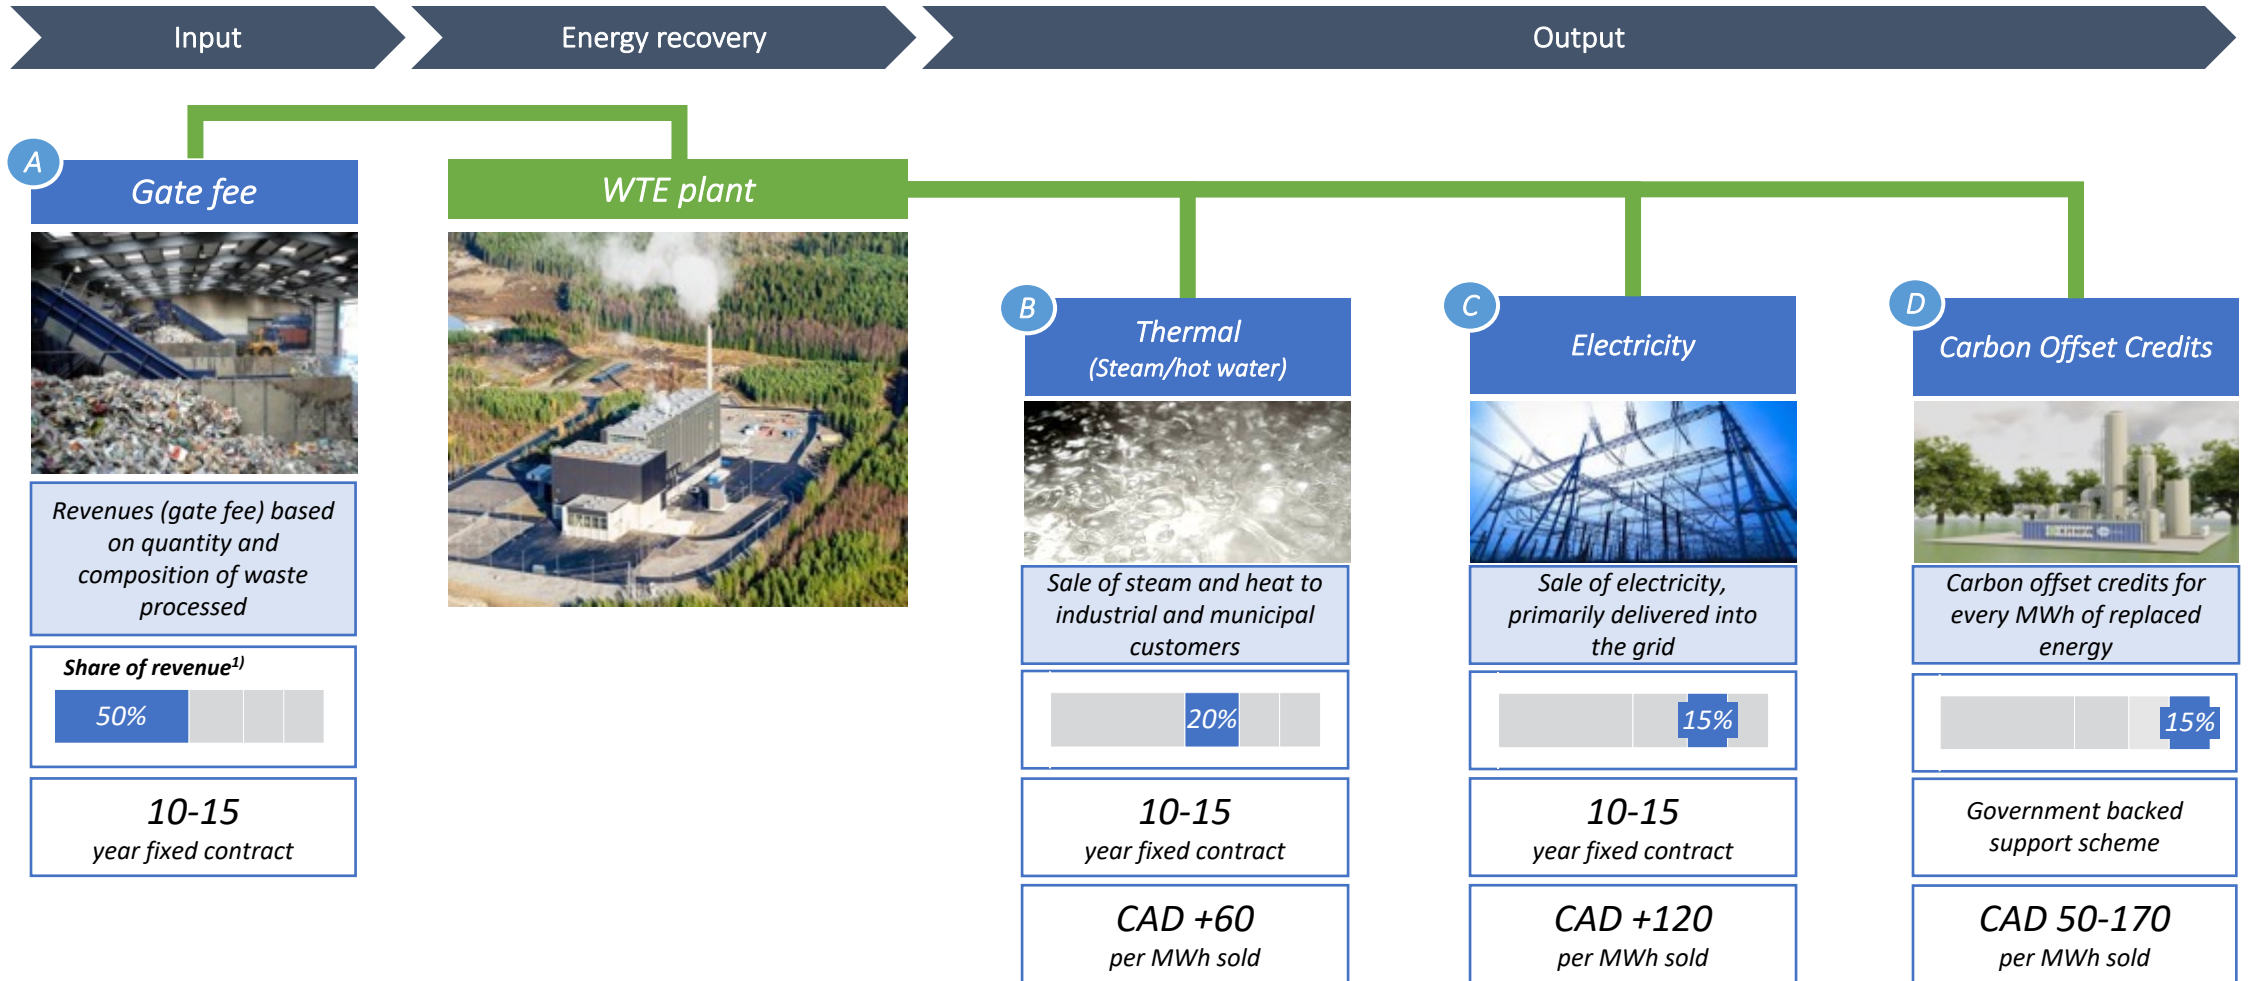 Input
Energy recovery
Output
A
Gate fee
WTE plant
Revenues (gate fee) based
on quantity and
composition of waste
processed
Share of revenue¹⁾
50%
10-15
year fixed contract
B
Thermal
(Steam/hot water)
Sale of steam and heat to
industrial and municipal
customers
20%
10-15
year fixed contract
CAD +60
per MWh sold
C
Electricity
Sale of electricity,
primarily delivered into
the grid
15%
10-15
year fixed contract
CAD +120
per MWh sold
D
Carbon Offset Credits
Carbon offset credits for
every MWh of replaced
energy
15%
Government backed
support scheme
CAD 50-170
per MWh sold